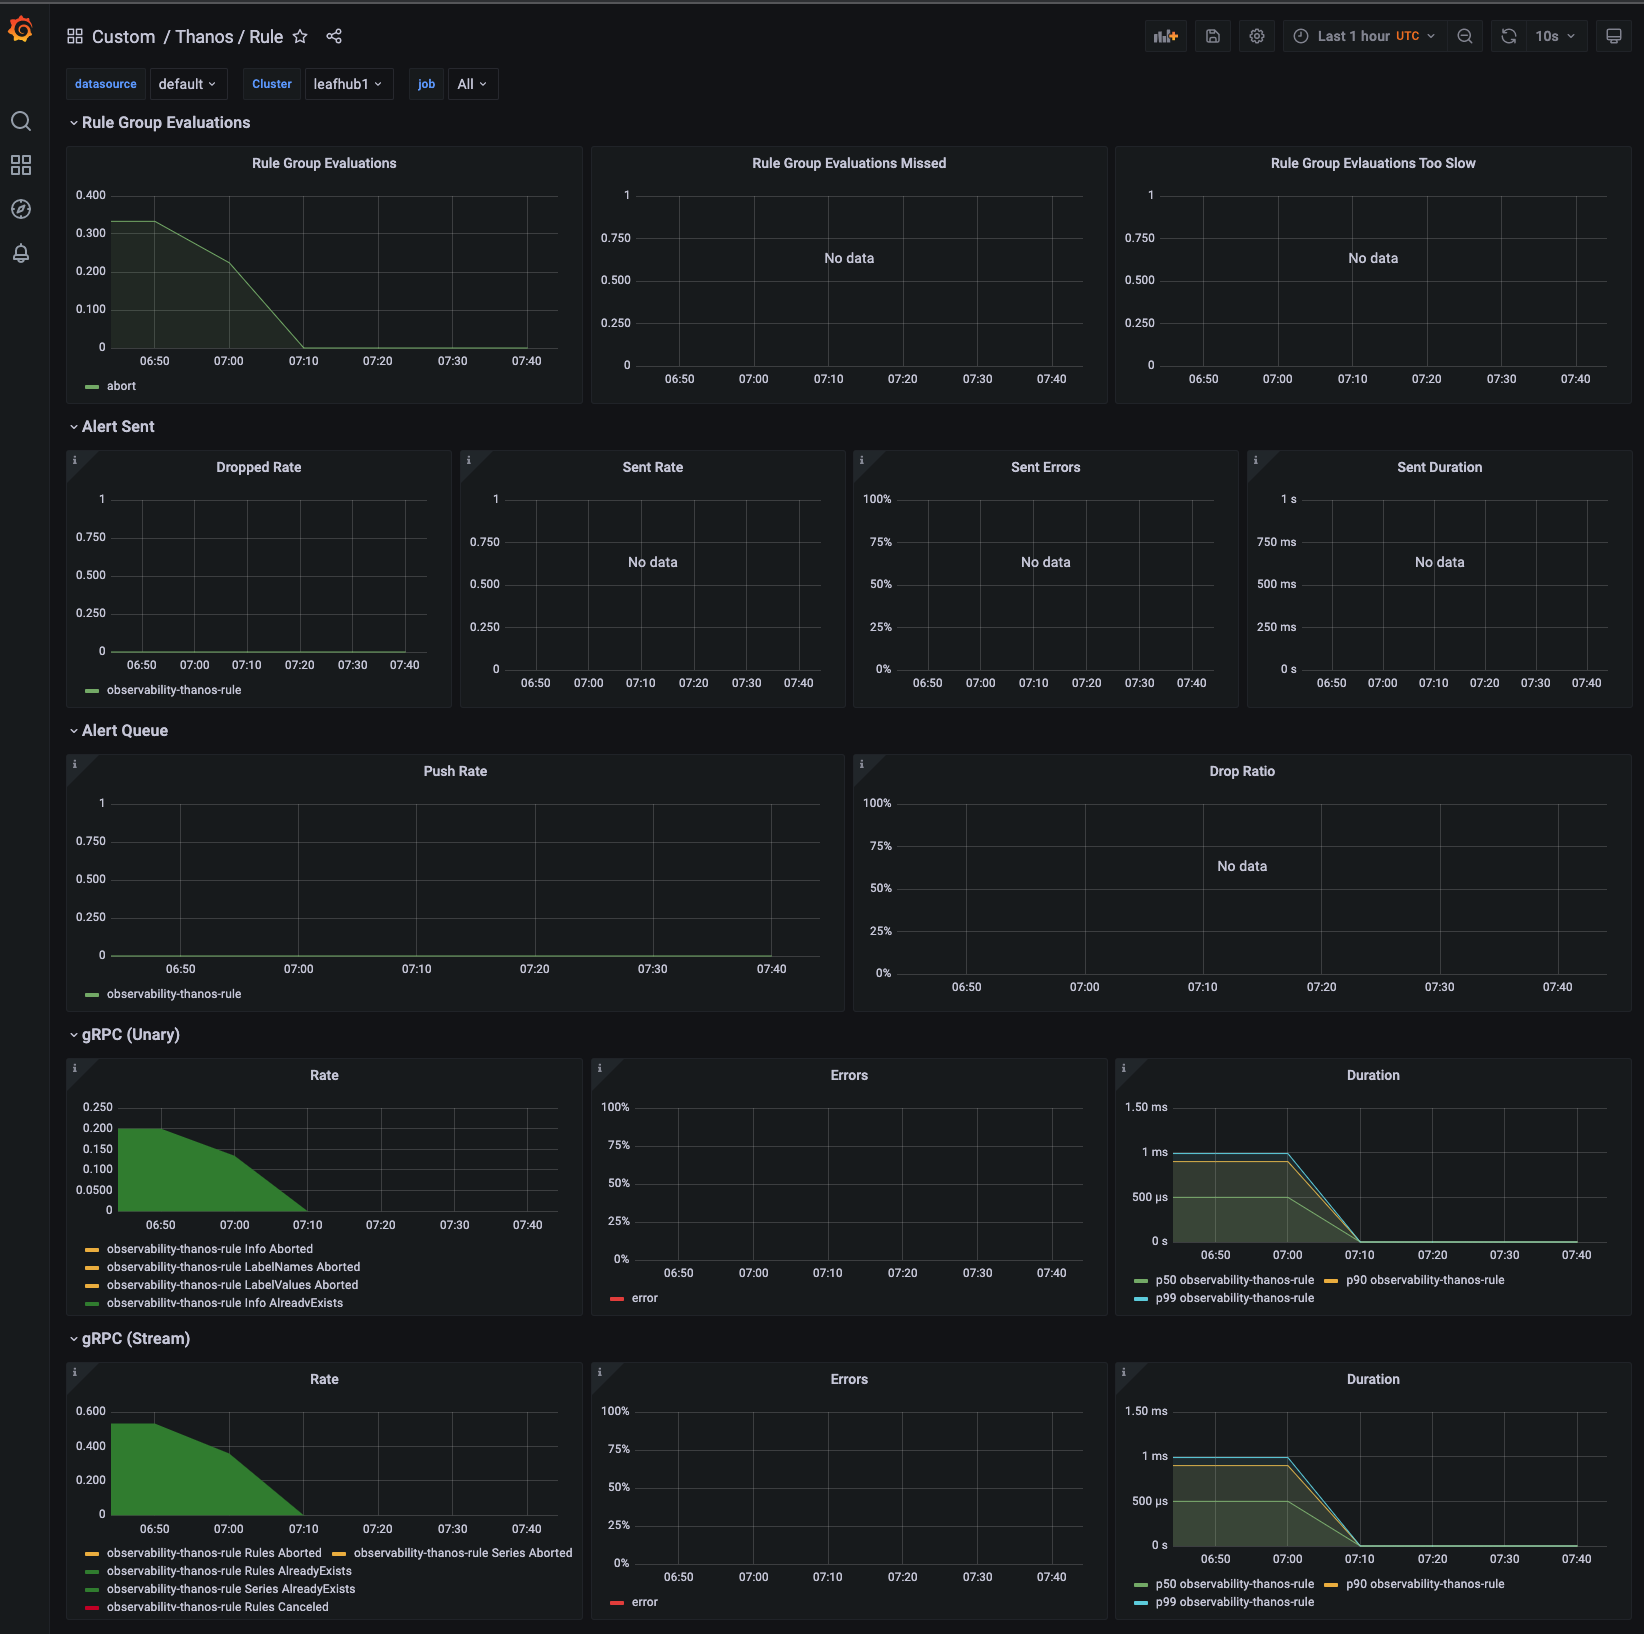 Custom / Thanos / Rule
Last 1 hour UTC
10s
datasource default Cluster leafhub1 job All
Rule Group Evaluations
Rule Group Evaluations
0.400
0.300
0.200
0.100
0
06:50 07:00 07:10 07:20 07:30 07:40
abort
Rule Group Evaluations Missed
1
0.750
No data
0.500
0.250
0
06:50 07:00 07:10 07:20 07:30 07:40
Rule Group Evlauations Too Slow
1
0.750
No data
0.500
0.250
0
06:50 07:00 07:10 07:20 07:30 07:40
Alert Sent
Dropped Rate
1
0.750
0.500
0.250
0
06:50 07:00 07:10 07:20 07:30 07:40
observability-thanos-rule
Sent Rate
1
0.750
No data
0.500
0.250
0
06:50 07:00 07:10 07:20 07:30 07:40
Sent Errors
100%
75%
No data
50%
25%
0%
06:50 07:00 07:10 07:20 07:30 07:40
Sent Duration
1 s
750 ms
No data
500 ms
250 ms
0 s
06:50 07:00 07:10 07:20 07:30 07:40
Alert Queue
Push Rate
1
0.750
0.500
0.250
0
06:50 07:00 07:10 07:20 07:30 07:40
observability-thanos-rule
Drop Ratio
100%
75%
No data
50%
25%
0%
06:50 07:00 07:10 07:20 07:30 07:40
gRPC (Unary)
Rate
0.250
0.200
0.150
0.100
0.0500
0
06:50 07:00 07:10 07:20 07:30 07:40
observability-thanos-rule Info Aborted
observability-thanos-rule LabelNames Aborted
observability-thanos-rule LabelValues Aborted
observability-thanos-rule Info AlreadyExists
Errors
100%
75%
50%
25%
0%
06:50 07:00 07:10 07:20 07:30 07:40
error
Duration
1.50 ms
1 ms
500 µs
0 s
06:50 07:00 07:10 07:20 07:30 07:40
p50 observability-thanos-rule p90 observability-thanos-rule
p99 observability-thanos-rule
gRPC (Stream)
Rate
0.600
0.400
0.200
0
06:50 07:00 07:10 07:20 07:30 07:40
observability-thanos-rule Rules Aborted observability-thanos-rule Series Aborted
observability-thanos-rule Rules AlreadyExists
observability-thanos-rule Series AlreadyExists
observability-thanos-rule Rules Canceled
Errors
100%
75%
50%
25%
0%
06:50 07:00 07:10 07:20 07:30 07:40
error
Duration
1.50 ms
1 ms
500 µs
0 s
06:50 07:00 07:10 07:20 07:30 07:40
p50 observability-thanos-rule p90 observability-thanos-rule
p99 observability-thanos-rule